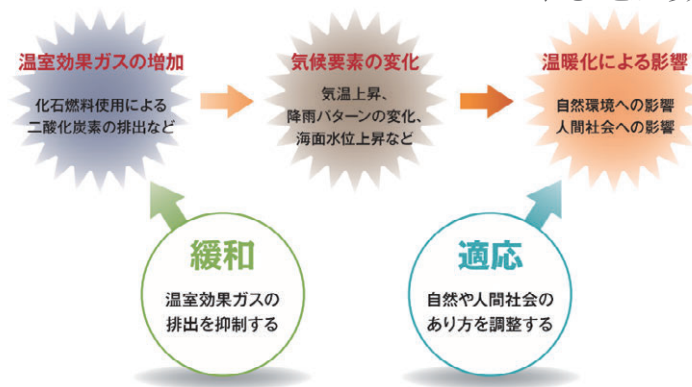 温室効果ガスの増加
化石燃料使用による
二酸化炭素の排出など
気候要素の変化
気温上昇、
降雨パターンの変化、
海面水位上昇など
温暖化による影響
自然環境への影響
人間社会への影響
緩和
温室効果ガスの
排出を抑制する
適応
自然や人間社会の
あり方を調整する